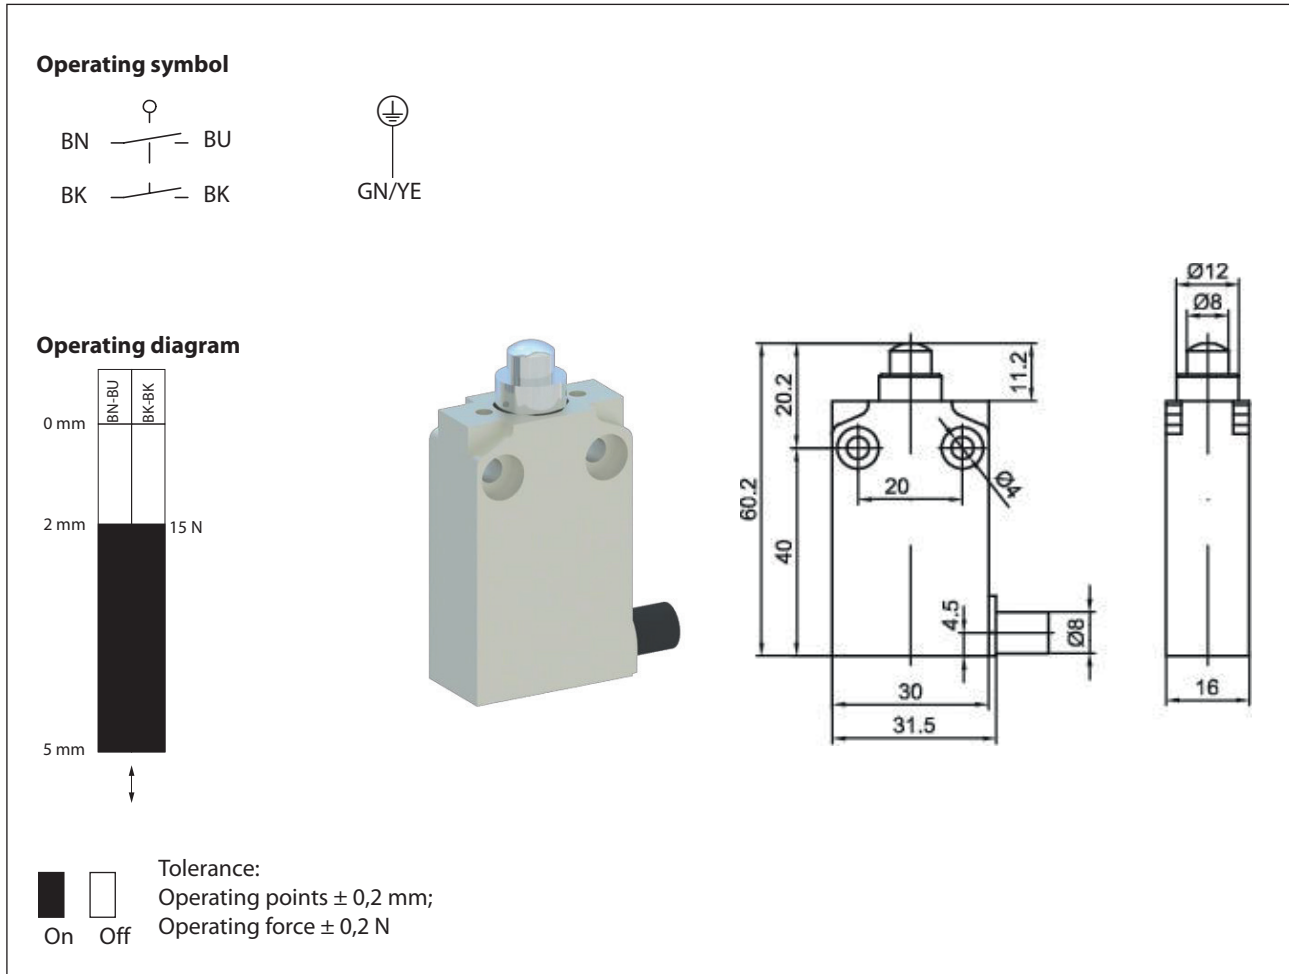 Operating symbol
BN BU
BK BK
GN/YE
Operating diagram
BN-BU
BK-BK
0 mm
2 mm
15 N
5 mm
On Off
Tolerance:
Operating points ± 0,2 mm;
Operating force ± 0,2 N
60.2
20.2
40
11.2
20
Ø4
4.5
Ø8
30
31.5
Ø12
Ø8
16